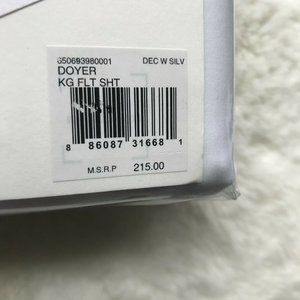 650693980001 DEC W SILV
DOYER
KG FLT SHT
8 86087 31668 1
M.S.R.P 215.00